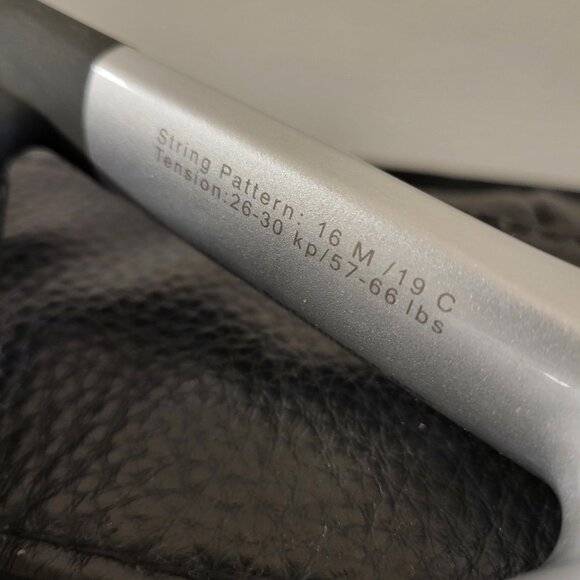 String Pattern: 16 M /19 C
Tension:26-30 kp/57-66 lbs